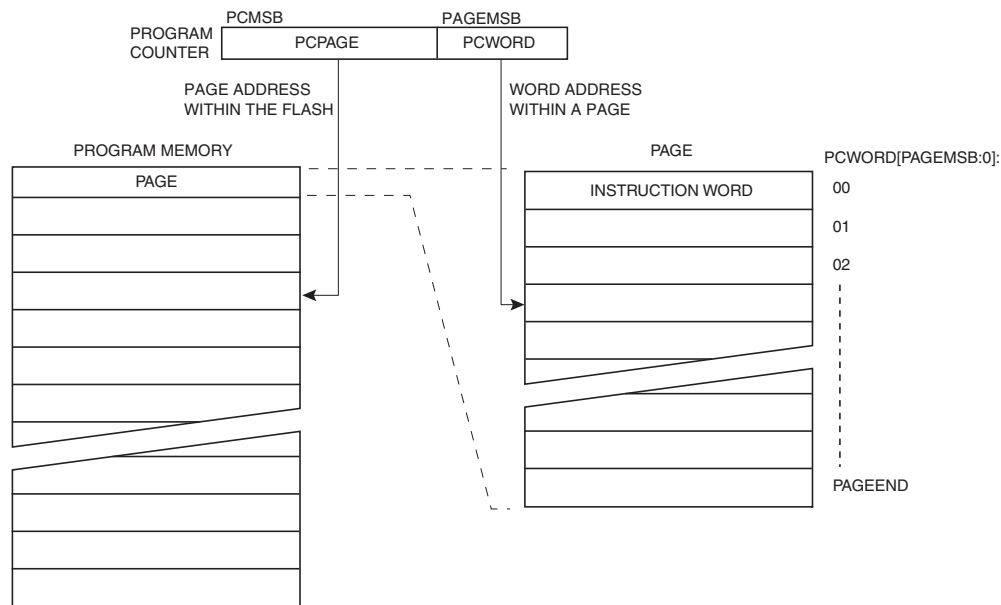 PCMSB
PAGEMSB
PROGRAM
COUNTER
PCPAGE
PCWORD
PAGE ADDRESS
WITHIN THE FLASH
WORD ADDRESS
WITHIN A PAGE
PROGRAM MEMORY
PAGE
PAGE
PCWORD[PAGEMSB:0]:
INSTRUCTION WORD
00
01
02
PAGEEND